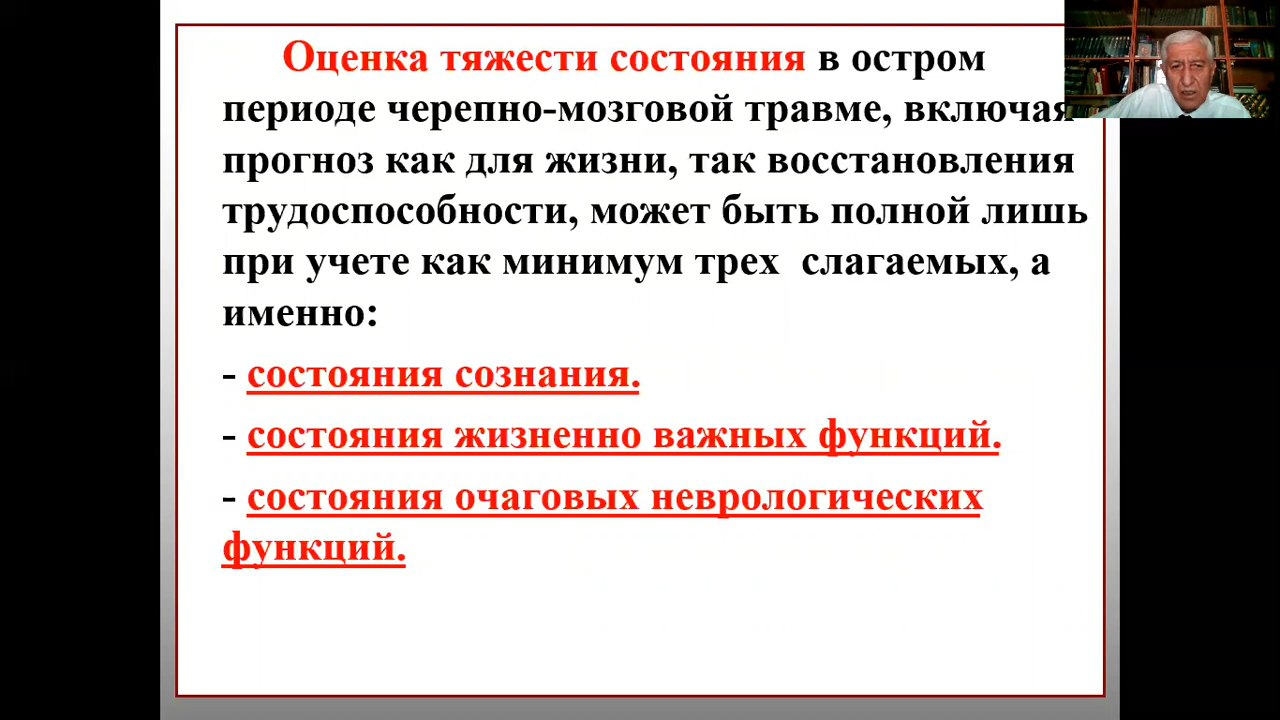 Оценка тяжести состояния в остром
периоде черепно-мозговой травме, включая
прогноз как для жизни, так восстановления
трудоспособности, может быть полной лишь
при учете как минимум трех слагаемых, а
именно:
- состояния сознания.
- состояния жизненно важных функций.
- состояния очаговых неврологических
функций.